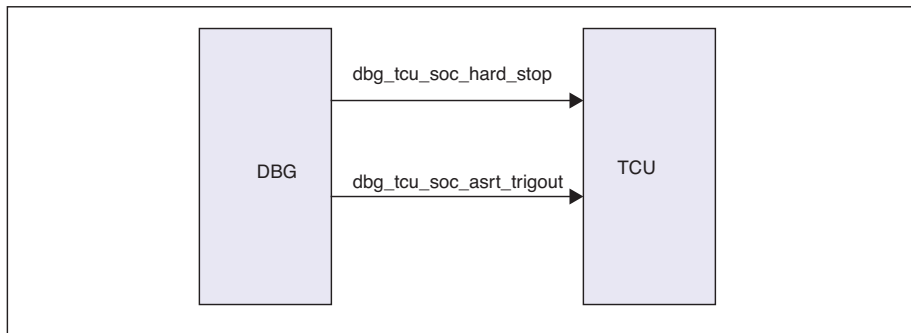 dbg_tcu_soc_hard_stop
DBG
TCU
dbg_tcu_soc_asrt_trigout